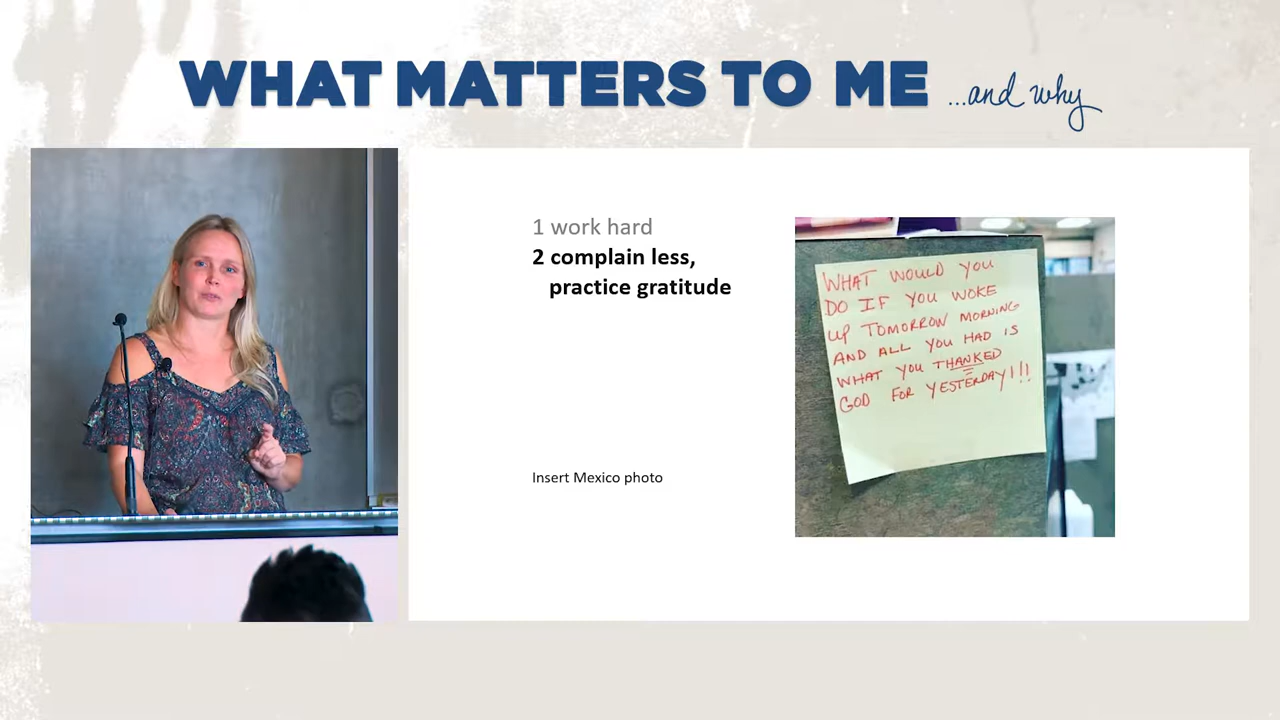 WHAT MATTERS TO ME ...and why
1 work hard
2 complain less,
practice gratitude
Insert Mexico photo
WHAT WOULD YOU
DO IF YOU WOKE
UP TOMORROW MORNING
AND ALL YOU HAD IS
WHAT YOU THANKED
GOD FOR YESTERDAY!!!